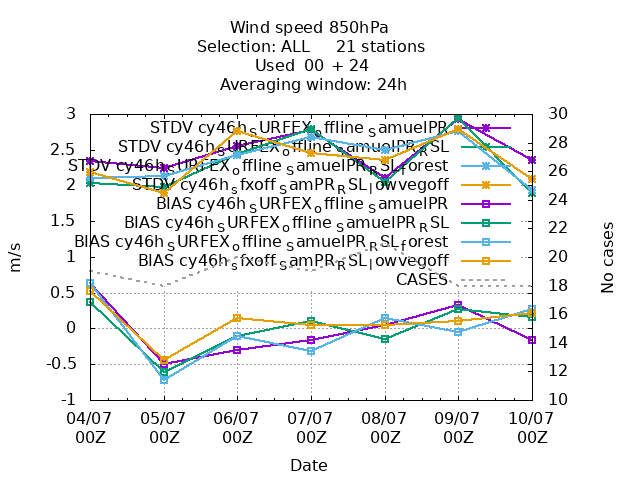 Wind speed 850hPa
Selection: ALL 21 stations
Used 00 + 24
Averaging window: 24h
3
2.5
2
1.5
1
0.5
0
-0.5
-1
m/s
STDV cy46h_SURFEX_offline_SamuelPR
STDV cy46h_SURFEX_offline_SamuelPR_RSL
STDV cy46h_SURFEX_offline_SamuelPR_RSL_forest
STDV cy46h_sfxoff_SamPR_RSL_lowvegoff
BIAS cy46h_SURFEX_offline_SamuelPR
BIAS cy46h_SURFEX_offline_SamuelPR_RSL
BIAS cy46h_SURFEX_offline_SamuelPR_RSL_forest
BIAS cy46h_sfxoff_SamPR_RSL_lowvegoff
CASES
30
28
26
24
22
20
18
16
14
12
10
No cases
04/07 05/07 06/07 07/07 08/07 09/07 10/07
00Z 00Z 00Z 00Z 00Z 00Z 00Z
Date